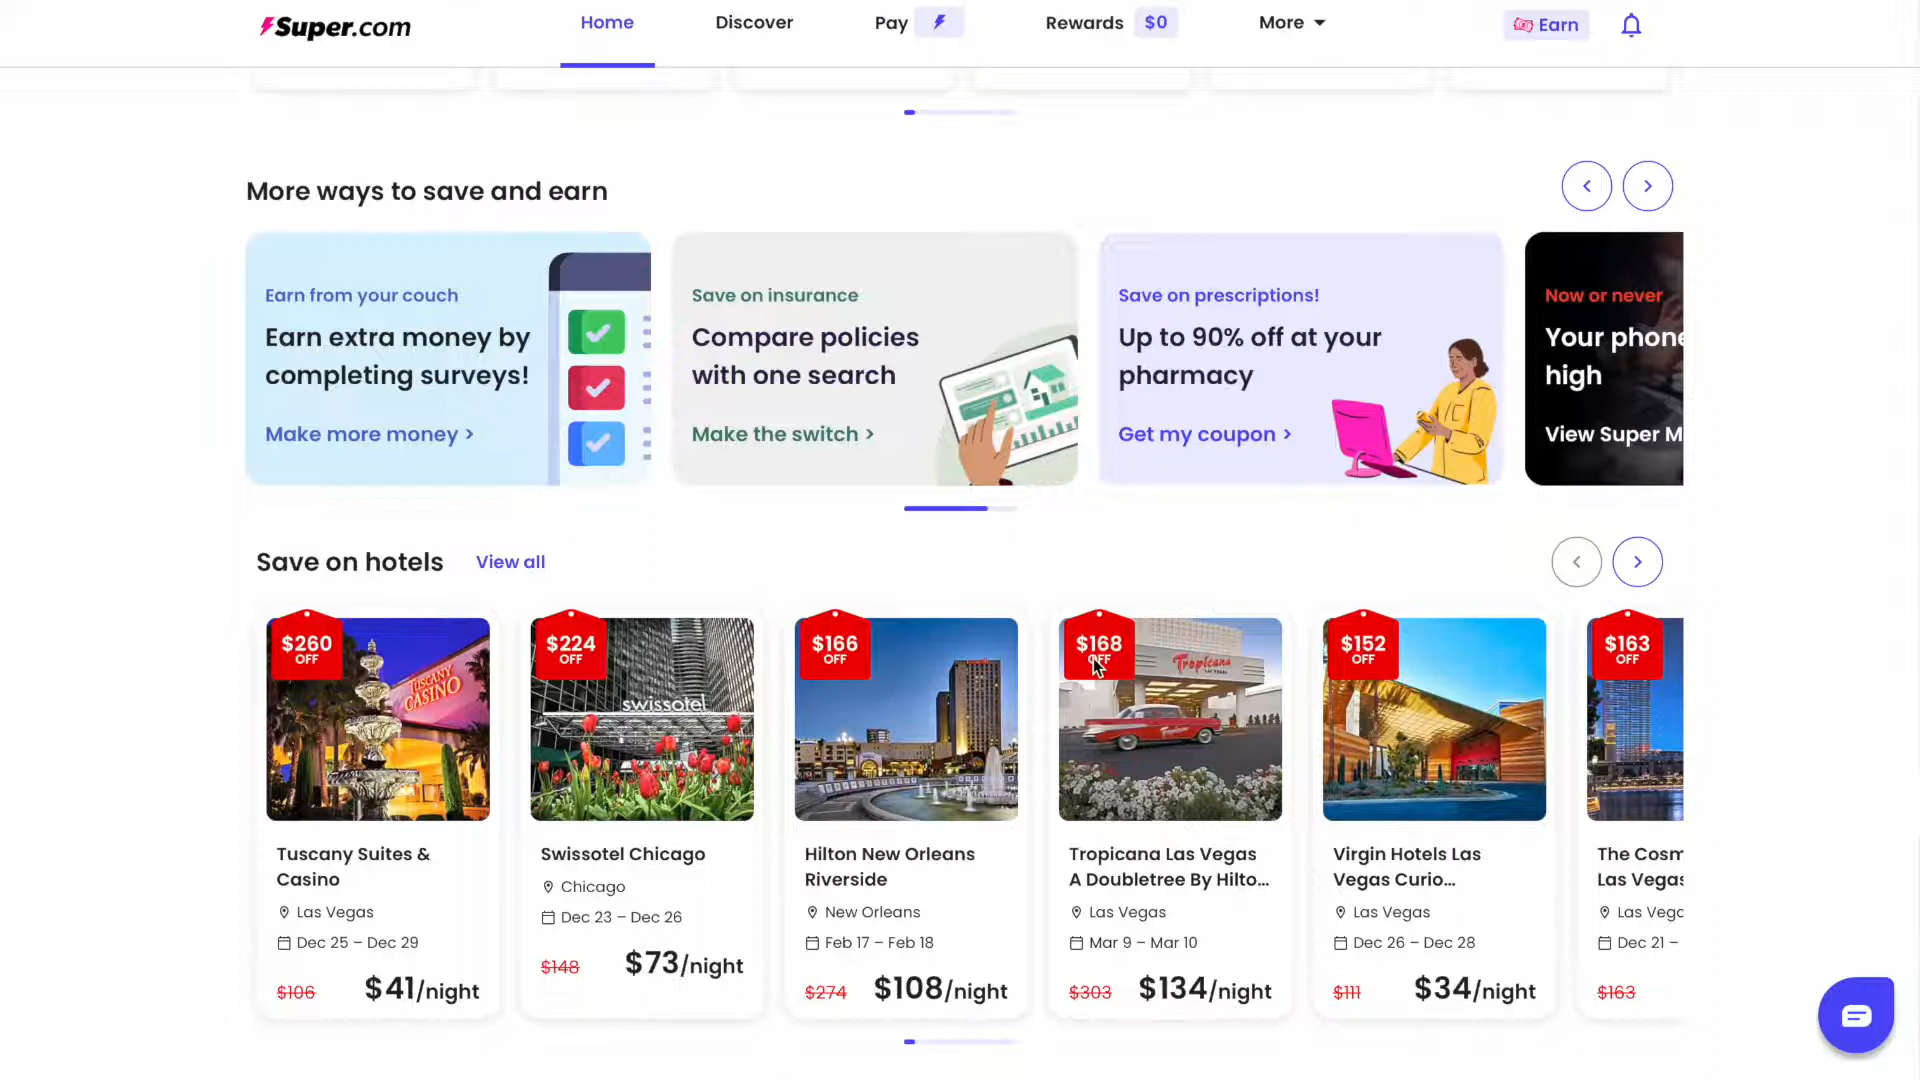 Super.com
Home
Discover
Pay
Rewards
$0
More
Earn
More ways to save and earn
Earn from your couch
Earn extra money by
completing surveys!
Make more money >
Save on insurance
Compare policies
with one search
Make the switch >
Save on prescriptions!
Up to 90% off at your
pharmacy
Get my coupon >
Now or never
Your phone
high
View Super M
Save on hotels
View all
$260
OFF
TUSCANY
CASINO
Tuscany Suites &
Casino
Las Vegas
Dec 25 – Dec 29
$106
$41/night
$224
OFF
swissotel
Swissotel Chicago
Chicago
Dec 23 – Dec 26
$148
$73/night
$166
OFF
Hilton New Orleans
Riverside
New Orleans
Feb 17 – Feb 18
$274
$108/night
$168
OFF
Tropicana
LAS VEGAS
Tropicana Las Vegas
A Doubletree By Hilto...
Las Vegas
Mar 9 – Mar 10
$303
$134/night
$152
OFF
Virgin Hotels Las
Vegas Curio...
Las Vegas
Dec 26 – Dec 28
$111
$34/night
$163
OFF
The Cosm
Las Vegas
Las Vega
Dec 21 –
$163